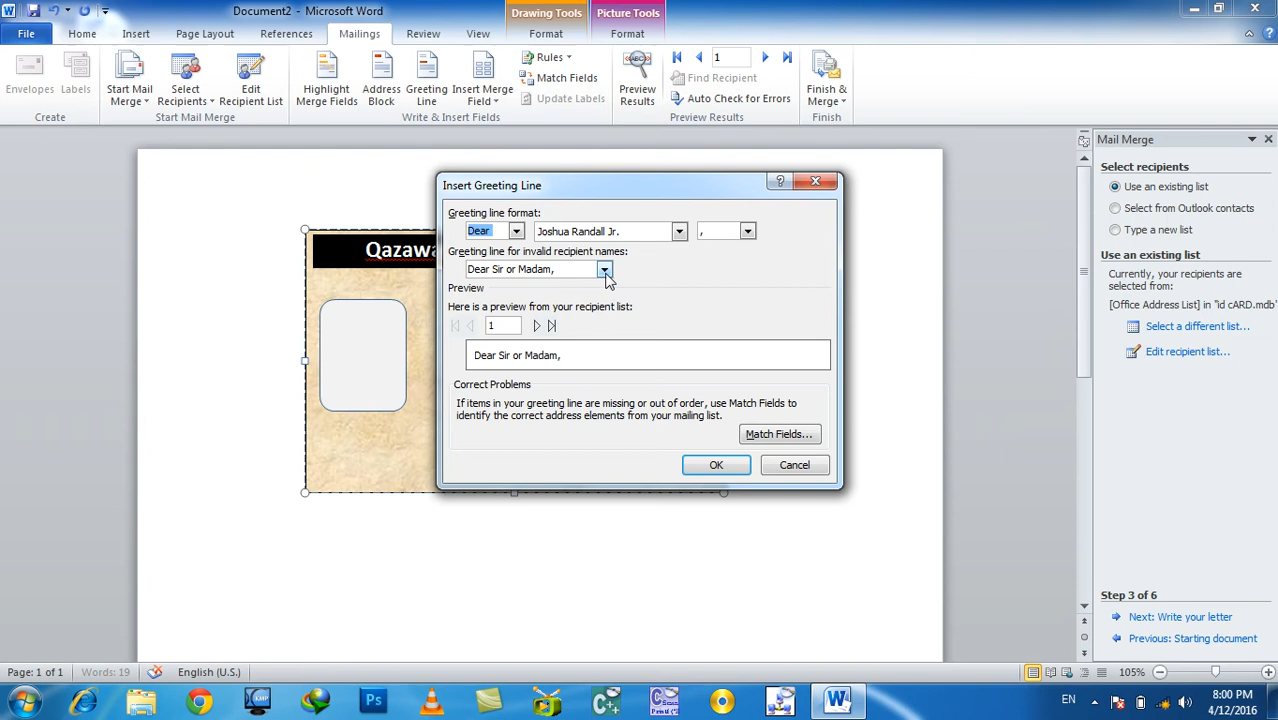 Document2 - Microsoft Word
Drawing Tools
Picture Tools
File
Home
Insert
Page Layout
References
Mailings
Review
View
Format
Format
Envelopes
Labels
Start Mail Merge
Select Recipients
Edit Recipient List
Highlight Merge Fields
Address Block
Greeting Line
Insert Merge Field
Rules
Match Fields
Update Labels
Preview Results
1
Find Recipient
Auto Check for Errors
Finish & Merge
Create
Start Mail Merge
Write & Insert Fields
Preview Results
Finish
Qazawa
Insert Greeting Line
Greeting line format:
Dear
Joshua Randall Jr.
,
Greeting line for invalid recipient names:
Dear Sir or Madam,
Preview
Here is a preview from your recipient list:
1
Dear Sir or Madam,
Correct Problems
If items in your greeting line are missing or out of order, use Match Fields to
identify the correct address elements from your mailing list.
Match Fields...
OK
Cancel
Mail Merge
Select recipients
Use an existing list
Select from Outlook contacts
Type a new list
Use an existing list
Currently, your recipients are
selected from:
[Office Address List] in "id cARD.mdb"
Select a different list...
Edit recipient list...
Step 3 of 6
Next: Write your letter
Previous: Starting document
Page: 1 of 1
Words: 19
English (U.S.)
105%
EN
8:00 PM
4/12/2016